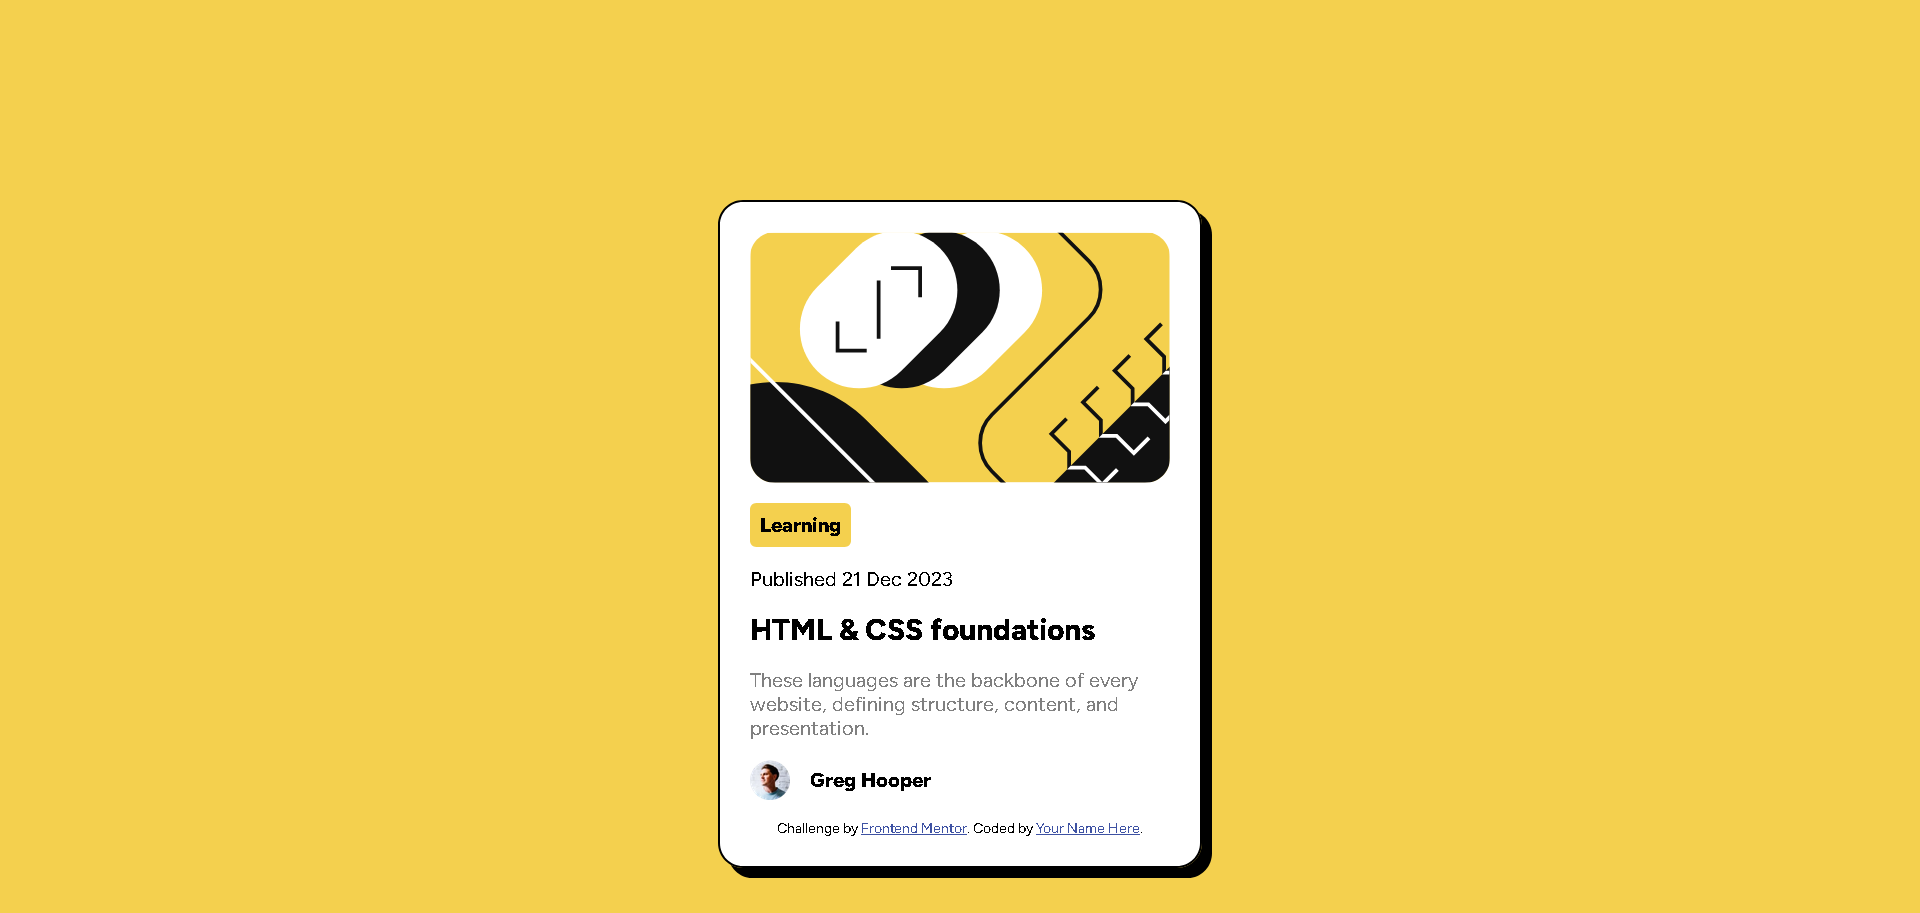 Learning
Published 21 Dec 2023
HTML & CSS foundations
These languages are the backbone of every
website, defining structure, content, and
presentation.
Greg Hooper
Challenge by Frontend Mentor. Coded by Your Name Here.